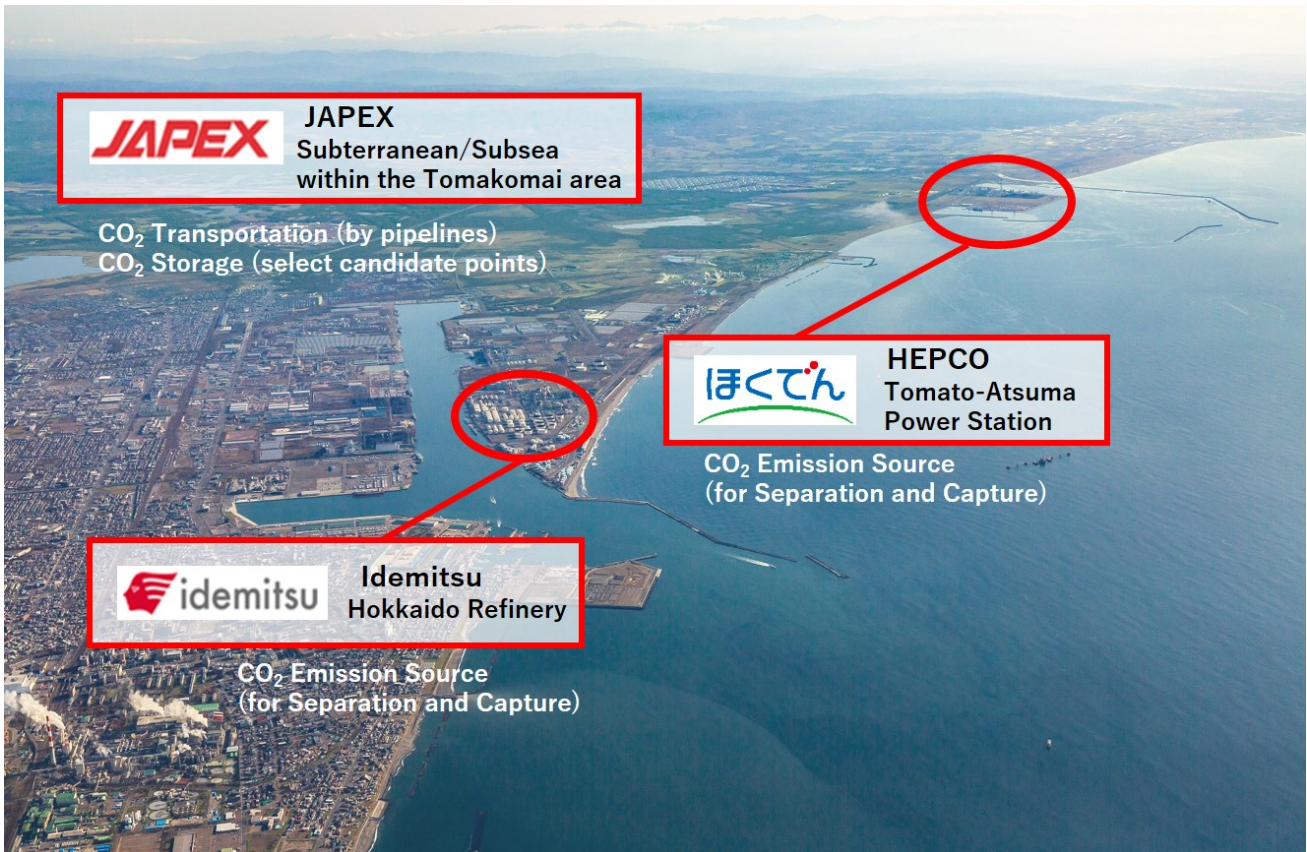 JAPEX
JAPEX
Subterranean/Subsea
within the Tomakomai area
CO₂ Transportation (by pipelines)
CO₂ Storage (select candidate points)
ほくでん
HEPCO
Tomato-Atsuma
Power Station
CO₂ Emission Source
(for Separation and Capture)
idemitsu
Idemitsu
Hokkaido Refinery
CO₂ Emission Source
(for Separation and Capture)